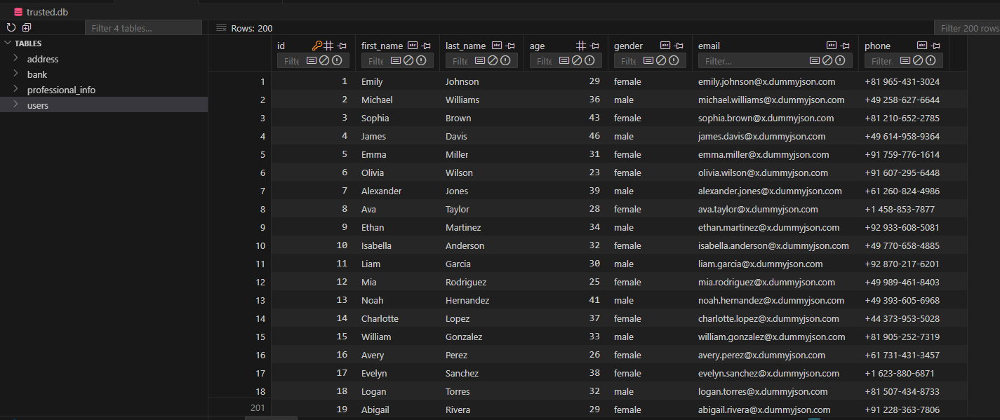 trusted.db
Filter 4 tables...
Rows: 200
Filter 200 rows
TABLES
address
bank
professional_info
users
id first_name last_name age gender email phone
Filte Filte Filte Filte Filte Filter... Filter.
1 1 Emily Johnson 29 female emily.johnson@x.dummyjson.com +81 965-431-3024
2 2 Michael Williams 36 male michael.williams@x.dummyjson.com +49 258-627-6644
3 3 Sophia Brown 43 female sophia.brown@x.dummyjson.com +81 210-652-2785
4 4 James Davis 46 male james.davis@x.dummyjson.com +49 614-958-9364
5 5 Emma Miller 31 female emma.miller@x.dummyjson.com +91 759-776-1614
6 6 Olivia Wilson 23 female olivia.wilson@x.dummyjson.com +91 607-295-6448
7 7 Alexander Jones 39 male alexander.jones@x.dummyjson.com +61 260-824-4986
8 8 Ava Taylor 28 female ava.taylor@x.dummyjson.com +1 458-853-7877
9 9 Ethan Martinez 34 male ethan.martinez@x.dummyjson.com +92 933-608-5081
10 10 Isabella Anderson 32 female isabella.anderson@x.dummyjson.com +49 770-658-4885
11 11 Liam Garcia 30 male liam.garcia@x.dummyjson.com +92 870-217-6201
12 12 Mia Rodriguez 25 female mia.rodriguez@x.dummyjson.com +49 989-461-8403
13 13 Noah Hernandez 41 male noah.hernandez@x.dummyjson.com +49 393-605-6968
14 14 Charlotte Lopez 37 female charlotte.lopez@x.dummyjson.com +44 373-953-5028
15 15 William Gonzalez 33 male william.gonzalez@x.dummyjson.com +81 905-252-7319
16 16 Avery Perez 26 female avery.perez@x.dummyjson.com +61 731-431-3457
17 17 Evelyn Sanchez 38 female evelyn.sanchez@x.dummyjson.com +1 623-880-6871
18 18 Logan Torres 32 male logan.torres@x.dummyjson.com +81 507-434-8733
201 19 Abigail Rivera 29 female abigail.rivera@x.dummyjson.com +91 228-363-7806